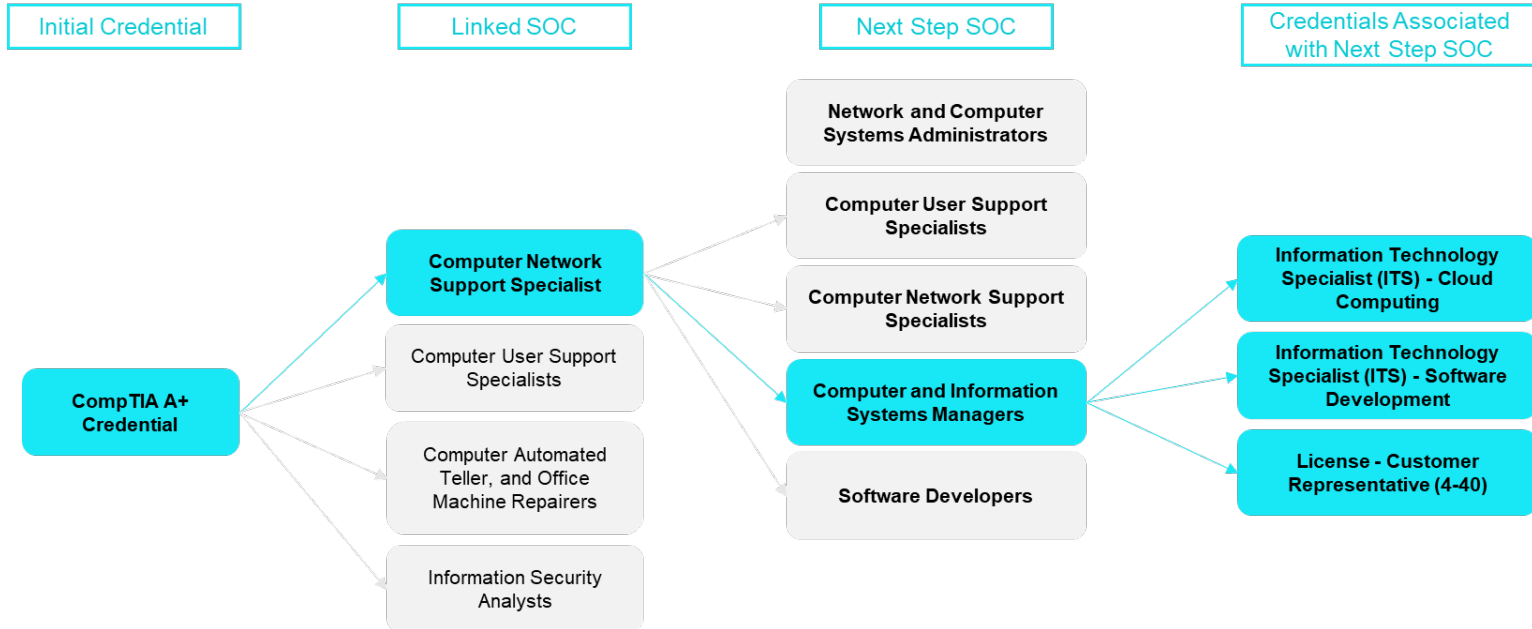 Initial Credential
Linked SOC
Next Step SOC
Credentials Associated
with Next Step SOC
CompTIA A+
Credential
Computer Network
Support Specialist
Computer User Support
Specialists
Computer Automated
Teller, and Office
Machine Repairers
Information Security
Analysts
Network and Computer
Systems Administrators
Computer User Support
Specialists
Computer Network Support
Specialists
Computer and Information
Systems Managers
Software Developers
Information Technology
Specialist (ITS) - Cloud
Computing
Information Technology
Specialist (ITS) - Software
Development
License - Customer
Representative (4-40)